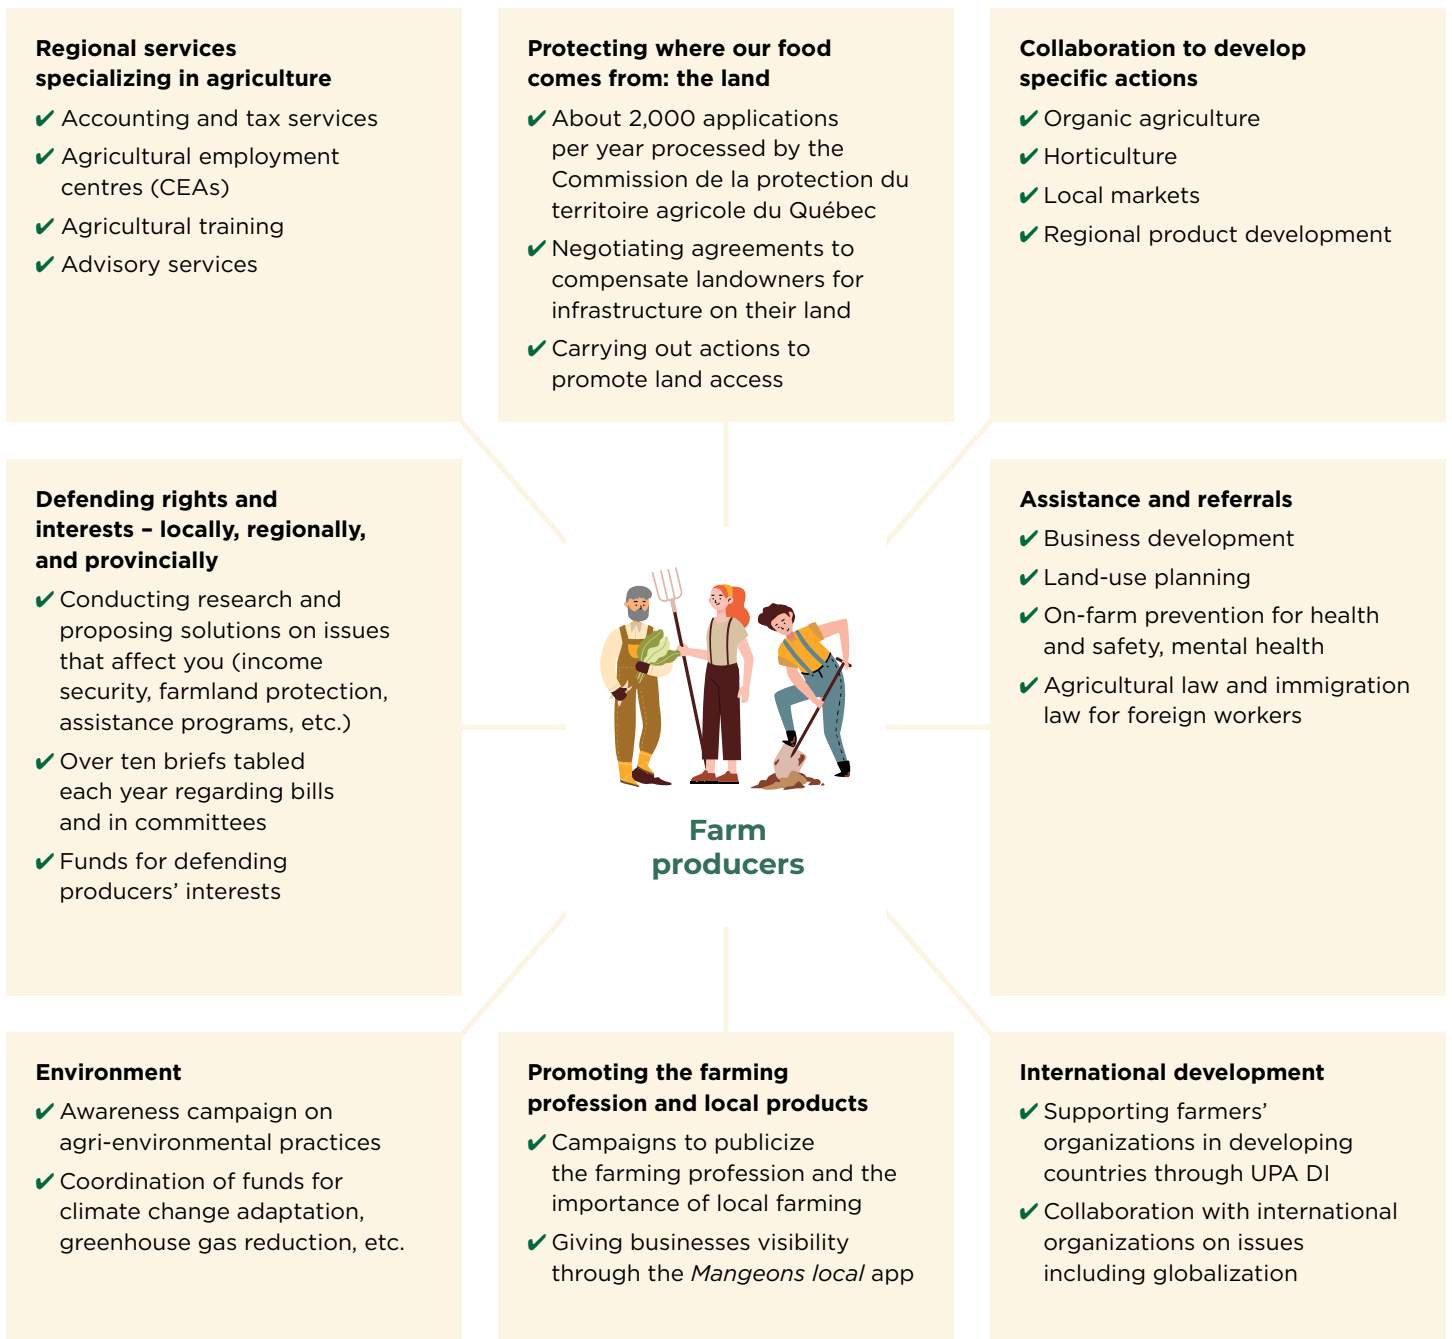 Regional services
specializing in agriculture
✔ Accounting and tax services
✔ Agricultural employment
centres (CEAs)
✔ Agricultural training
✔ Advisory services
Protecting where our food
comes from: the land
✔ About 2,000 applications
per year processed by the
Commission de la protection du
territoire agricole du Québec
✔ Negotiating agreements to
compensate landowners for
infrastructure on their land
✔ Carrying out actions to
promote land access
Collaboration to develop
specific actions
✔ Organic agriculture
✔ Horticulture
✔ Local markets
✔ Regional product development
Defending rights and
interests – locally, regionally,
and provincially
✔ Conducting research and
proposing solutions on issues
that affect you (income
security, farmland protection,
assistance programs, etc.)
✔ Over ten briefs tabled
each year regarding bills
and in committees
✔ Funds for defending
producers’ interests
Farm
producers
Assistance and referrals
✔ Business development
✔ Land-use planning
✔ On-farm prevention for health
and safety, mental health
✔ Agricultural law and immigration
law for foreign workers
Environment
✔ Awareness campaign on
agri-environmental practices
✔ Coordination of funds for
climate change adaptation,
greenhouse gas reduction, etc.
Promoting the farming
profession and local products
✔ Campaigns to publicize
the farming profession and the
importance of local farming
✔ Giving businesses visibility
through the Mangeons local app
International development
✔ Supporting farmers’
organizations in developing
countries through UPA DI
✔ Collaboration with international
organizations on issues
including globalization